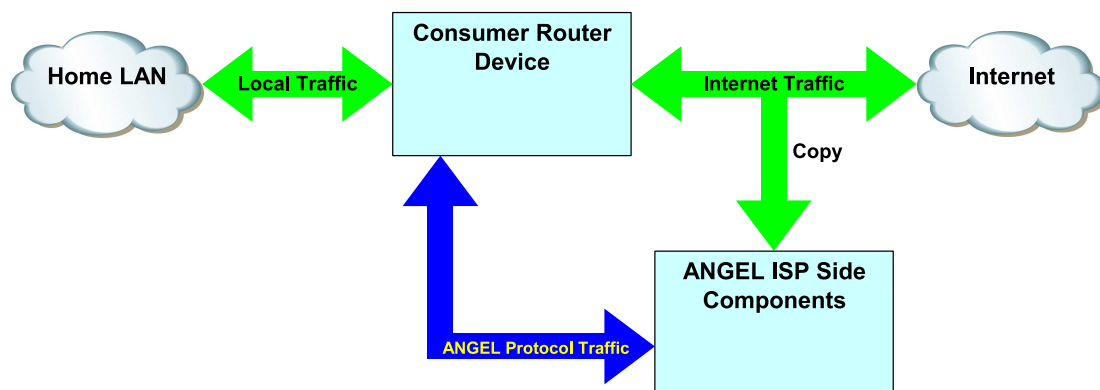 Consumer Router
Device
Home LAN
Local Traffic
Internet Traffic
Internet
Copy
ANGEL ISP Side
Components
ANGEL Protocol Traffic